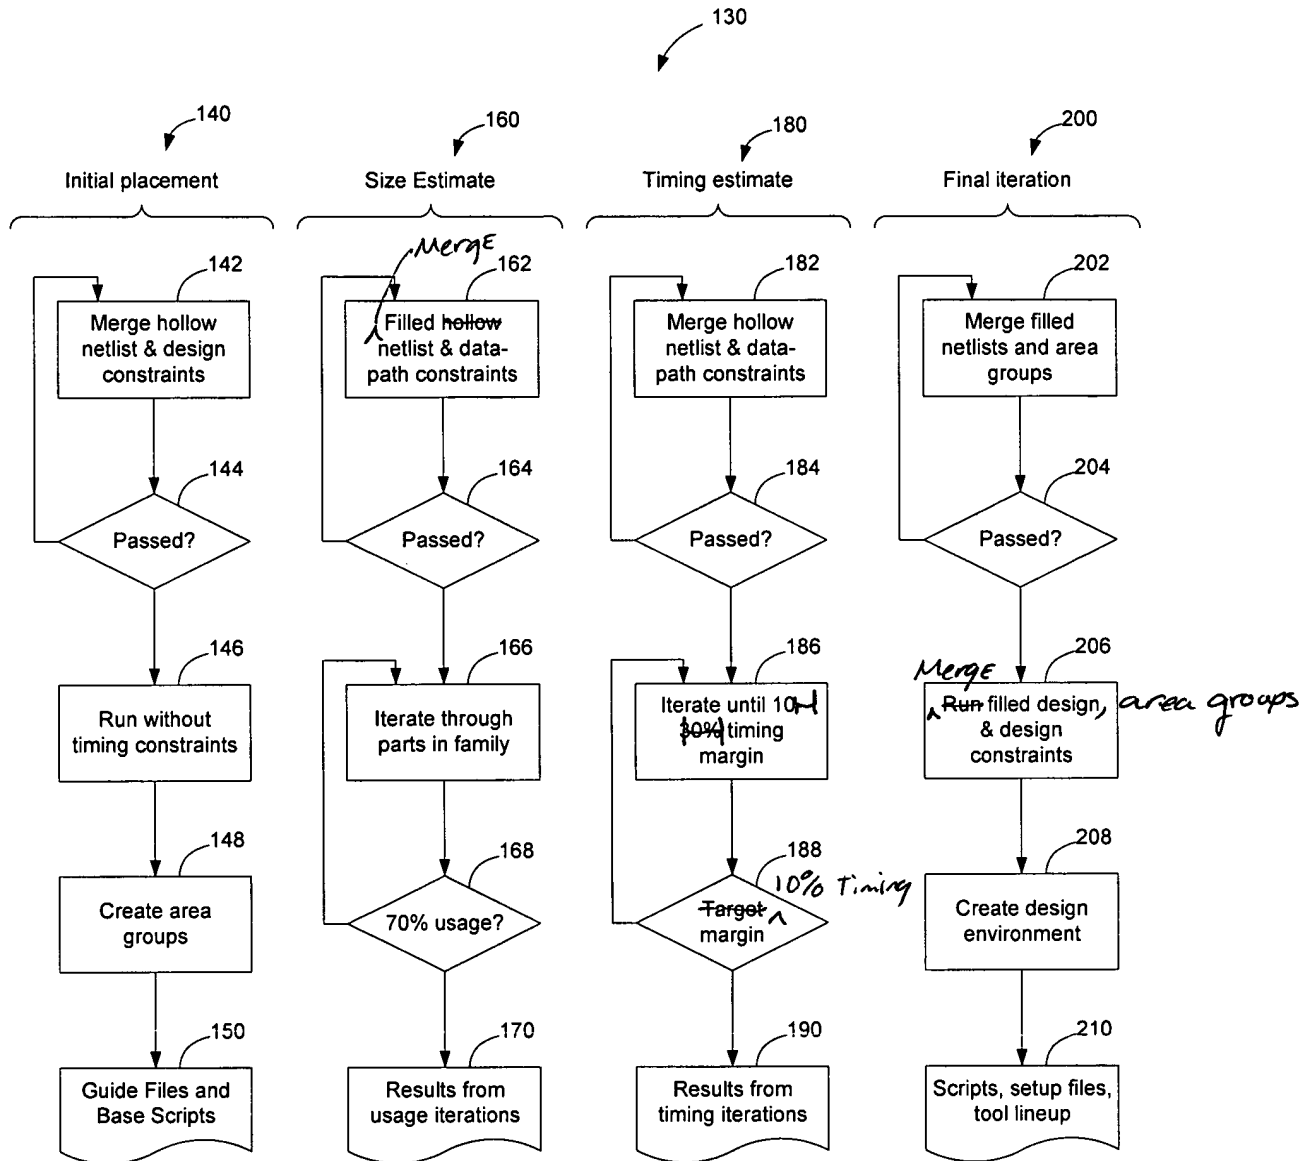 130
140
160
180
200
Initial placement
Size Estimate
Timing estimate
Final iteration
142
Merge hollow
netlist & design
constraints
144
Passed?
146
Run without
timing constraints
148
Create area
groups
150
Guide Files and
Base Scripts
Merge
162
Filled hollow
netlist & data-
path constraints
164
Passed?
166
Iterate through
parts in family
168
70% usage?
170
Results from
usage iterations
182
Merge hollow
netlist & data-
path constraints
184
Passed?
186
Iterate until 10
30% timing
margin
188
10% Timing
Target
margin
190
Results from
timing iterations
202
Merge filled
netlists and area
groups
204
Passed?
206
Merge
Run filled design, area groups
& design
constraints
208
Create design
environment
210
Scripts, setup files,
tool lineup